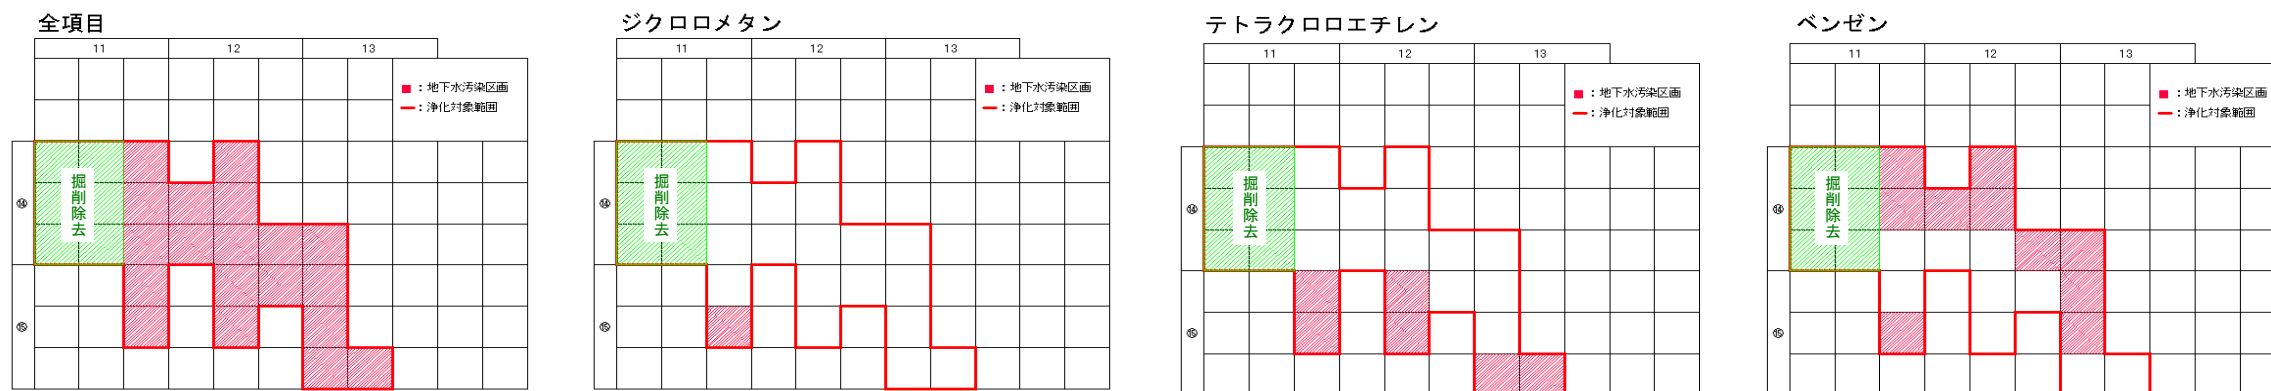 全項目
11 12 13
■：地下水汚染区画
━：浄化対象範囲
掘削除去
⑭
⑮
ジクロロメタン
11 12 13
■：地下水汚染区画
━：浄化対象範囲
掘削除去
⑭
⑮
テトラクロロエチレン
11 12 13
■：地下水汚染区画
━：浄化対象範囲
掘削除去
⑭
⑮
ベンゼン
11 12 13
■：地下水汚染区画
━：浄化対象範囲
掘削除去
⑭
⑮